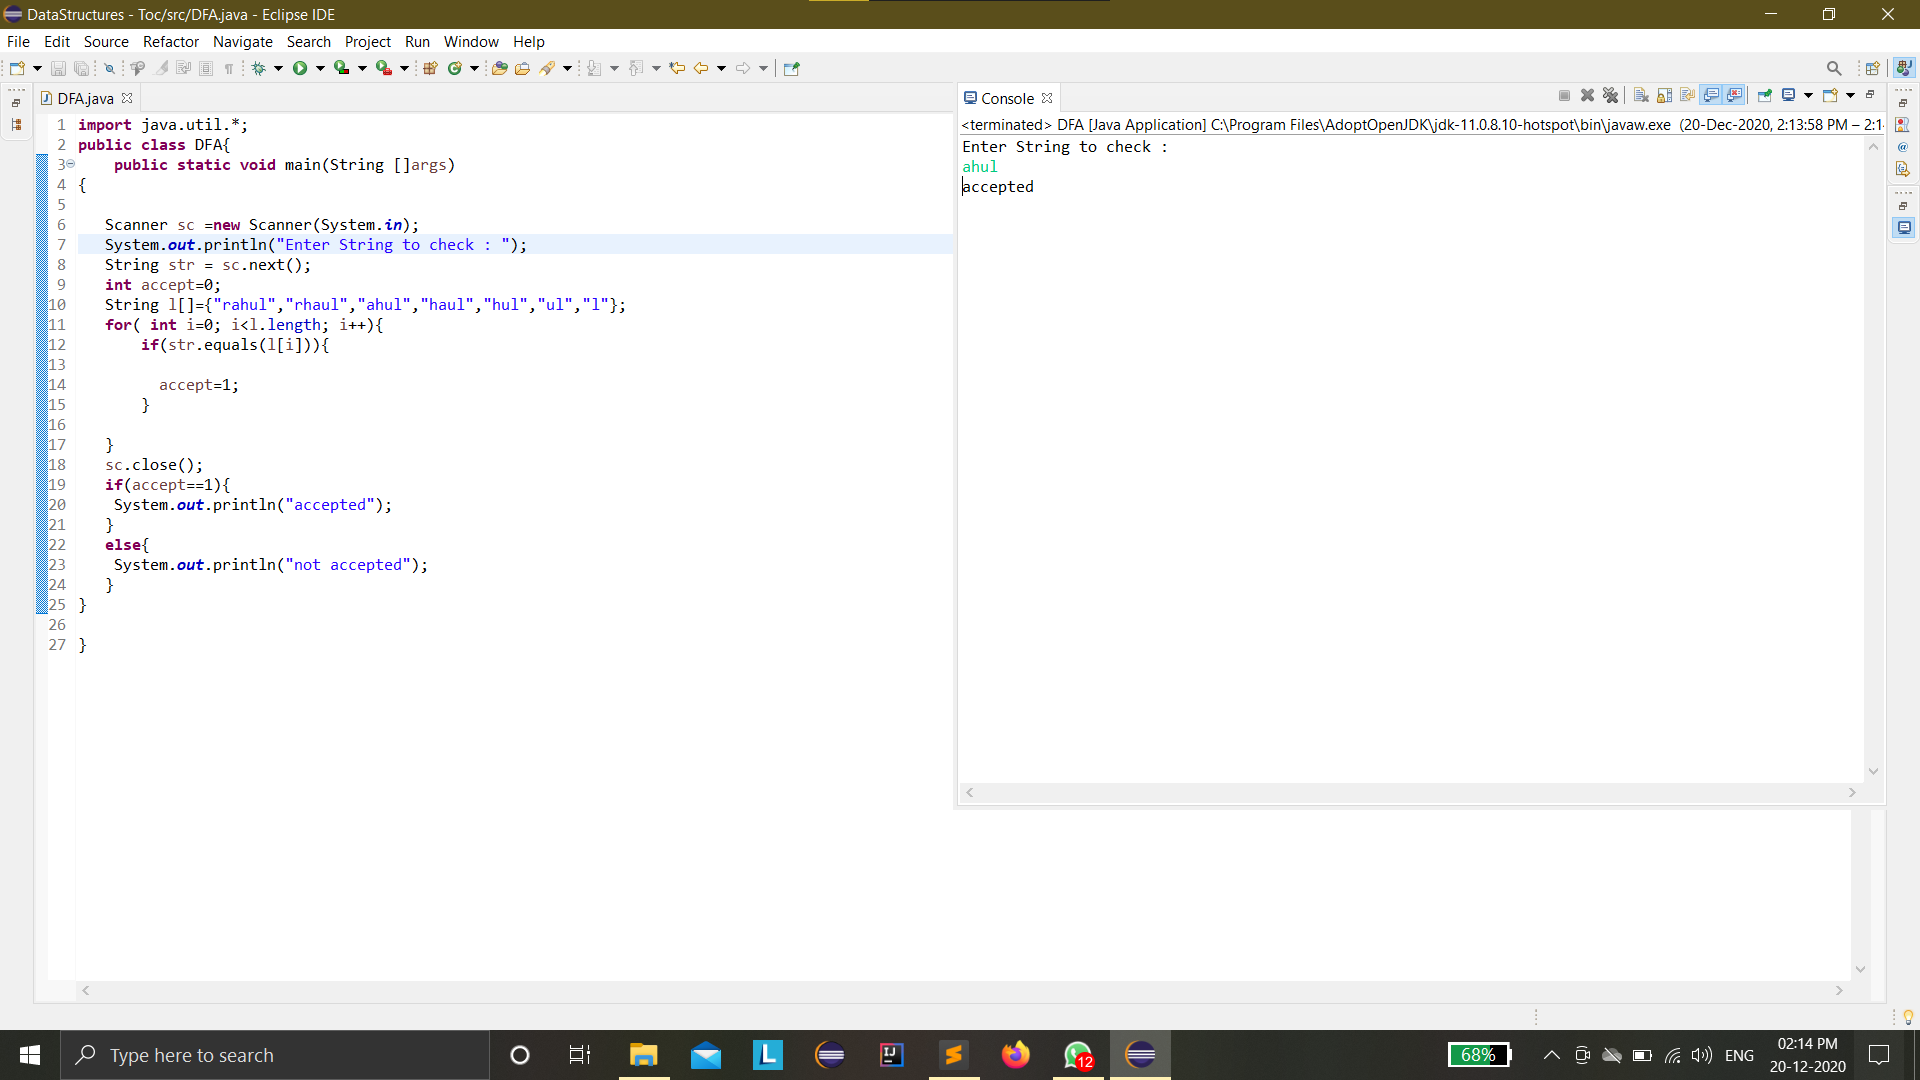 DataStructures - Toc/src/DFA.java - Eclipse IDE
File Edit Source Refactor Navigate Search Project Run Window Help
DFA.java
1 import java.util.*;
2 public class DFA{
3 public static void main(String []args)
4 {
5
6 Scanner sc =new Scanner(System.in);
7 System.out.println("Enter String to check : ");
8 String str = sc.next();
9 int accept=0;
10 String l[]={"rahul","rhaul","ahul","haul","hul","ul","l"};
11 for( int i=0; i<l.length; i++){
12 if(str.equals(l[i])){
13
14 accept=1;
15 }
16
17 }
18 sc.close();
19 if(accept==1){
20 System.out.println("accepted");
21 }
22 else{
23 System.out.println("not accepted");
24 }
25 }
26
27 }
Console
<terminated> DFA [Java Application] C:\Program Files\AdoptOpenJDK\jdk-11.0.8.10-hotspot\bin\javaw.exe (20-Dec-2020, 2:13:58 PM – 2:1
Enter String to check :
ahul
accepted
Type here to search
L
IJ
12
68%
ENG
02:14 PM
20-12-2020